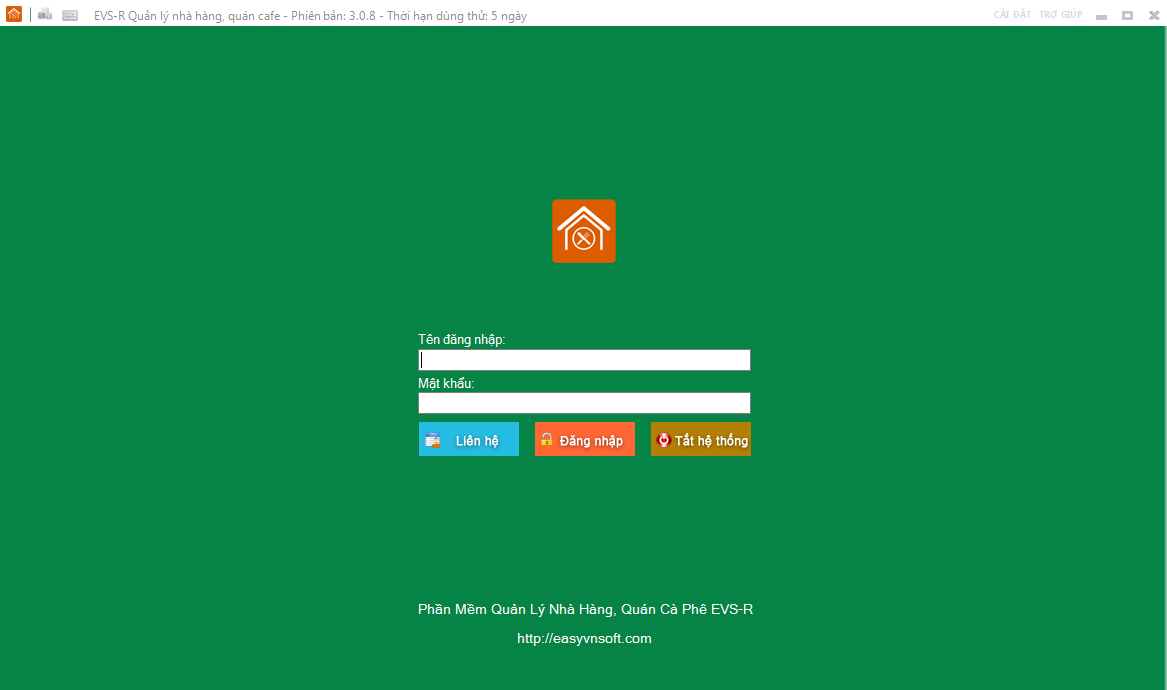 EVS-R Quản lý nhà hàng, quán cafe - Phiên bản: 3.0.8 - Thời hạn dùng thử: 5 ngày
CÀI ĐẶT TRỢ GIÚP
Tên đăng nhập:
Mật khẩu:
Liên hệ Đăng nhập Tắt hệ thống
Phần Mềm Quản Lý Nhà Hàng, Quán Cà Phê EVS-R
http://easyvnsoft.com